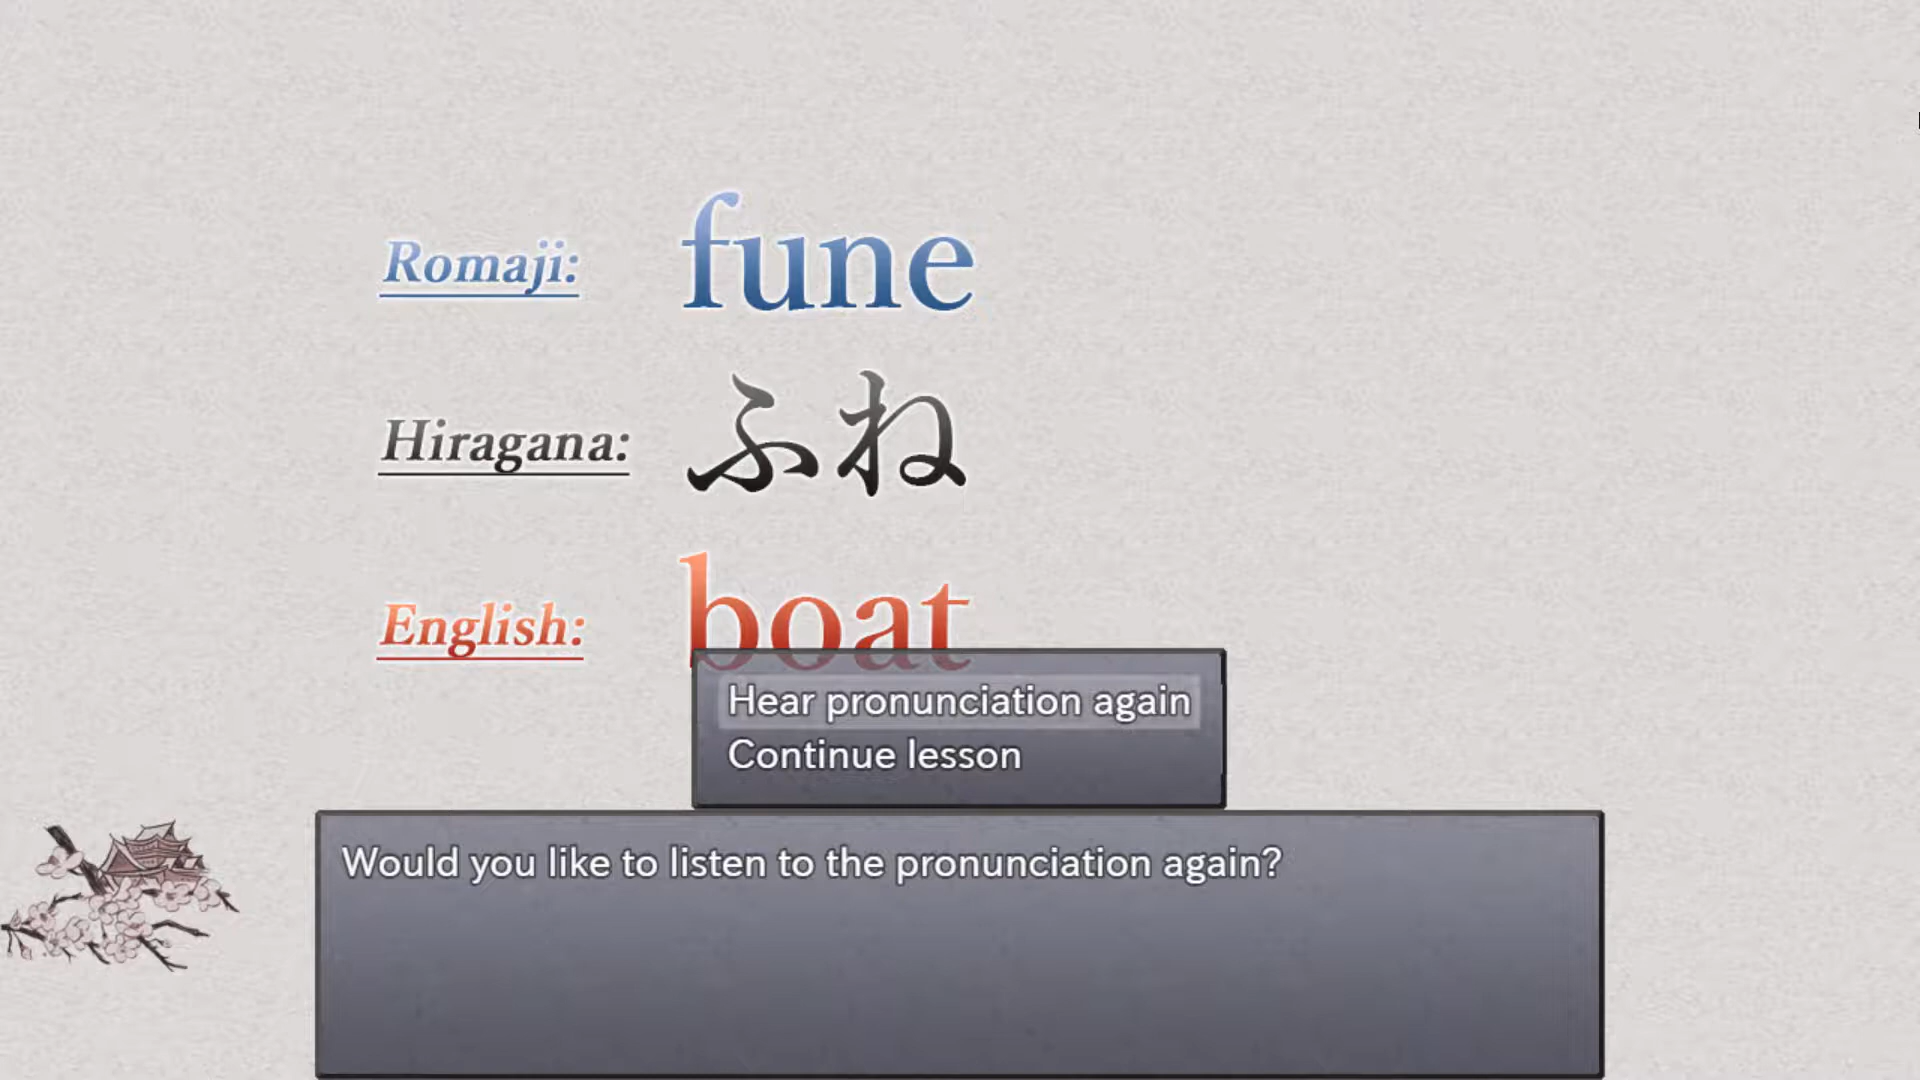 Romaji: fune
Hiragana: ふね
English: boat
Hear pronunciation again
Continue lesson
Would you like to listen to the pronunciation again?